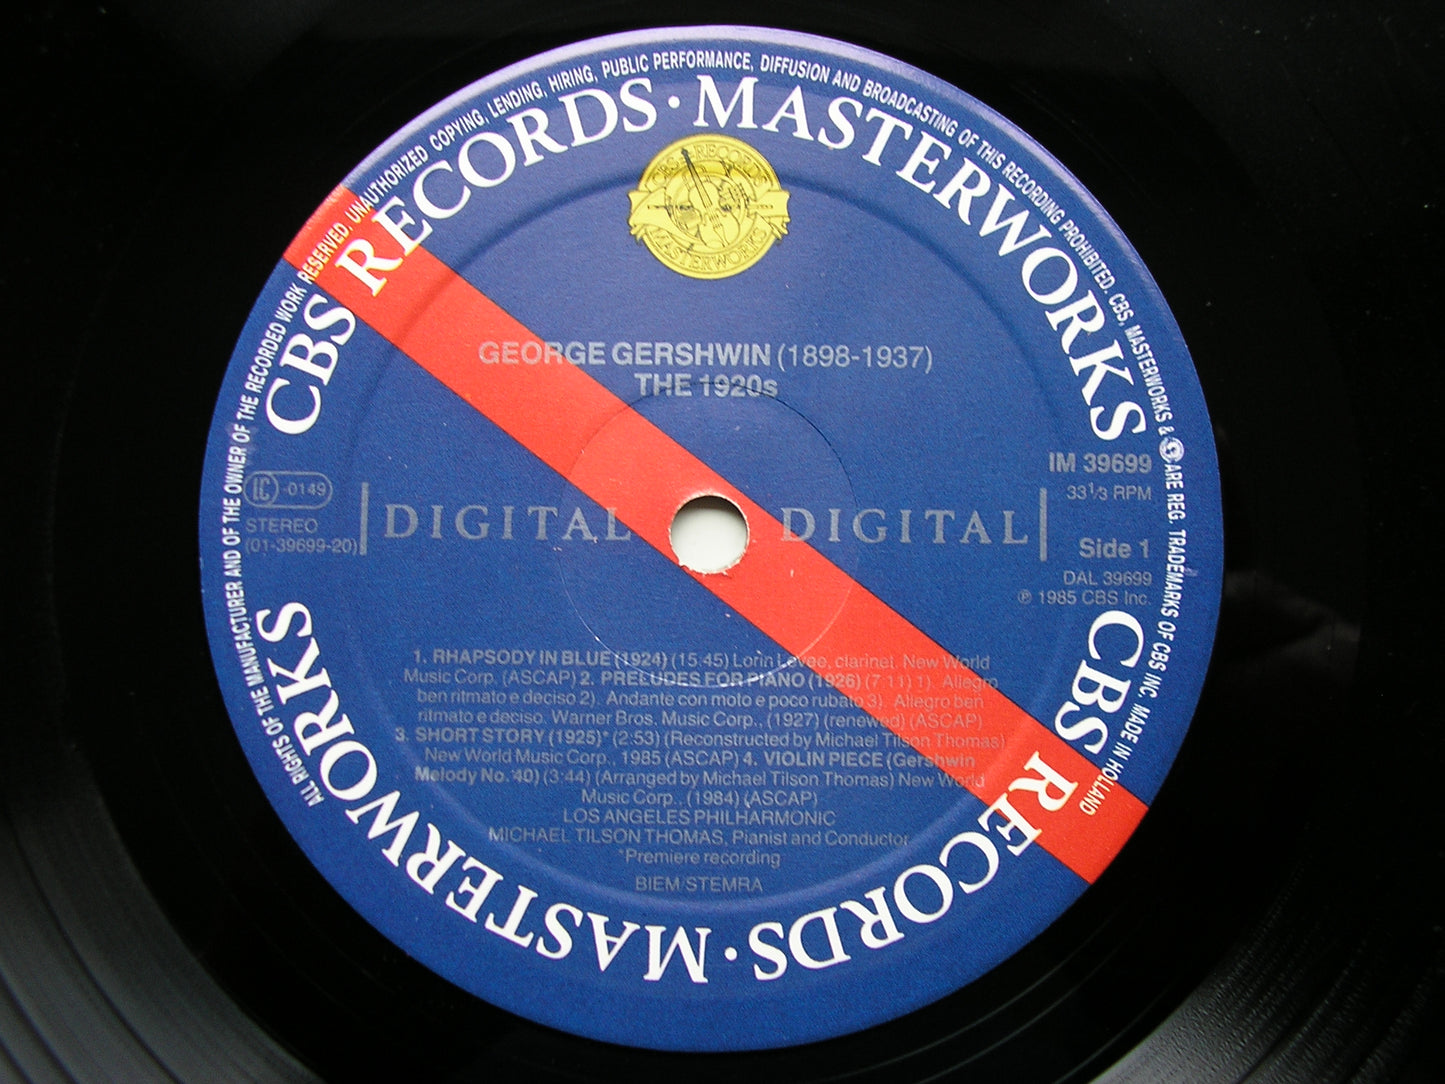 ALL RIGHTS OF THE MANUFACTURER AND OF THE OWNER OF THE RECORDED WORK RESERVED, UNAUTHORIZED COPYING, LENDING, HIRING, PUBLIC PERFORMANCE, DIFFUSION AND BROADCASTING OF THIS RECORDING PROHIBITED. CBS, MASTERWORKS & ARE REG. TRADEMARKS OF CBS INC. MADE IN HOLLAND
CBS RECORDS · MASTERWORKS
CBS RECORDS · MASTERWORKS
CBS RECORDS
MASTERWORKS
GEORGE GERSHWIN (1898-1937)
THE 1920s
LC -0149
STEREO
(01-39699-20)
DIGITAL DIGITAL
IM 39699
33 1/3 RPM
Side 1
DAL 39699
℗ 1985 CBS Inc.
1. RHAPSODY IN BLUE (1924) (15:45) Lorin Levee, clarinet. New World
Music Corp. (ASCAP) 2. PRELUDES FOR PIANO (1926) (7:11) 1). Allegro
ben ritmato e deciso 2). Andante con moto e poco rubato 3). Allegro ben
ritmato e deciso. Warner Bros. Music Corp., (1927) (renewed) (ASCAP)
3. SHORT STORY (1925)* (2:53) (Reconstructed by Michael Tilson Thomas)
New World Music Corp., 1985 (ASCAP) 4. VIOLIN PIECE (Gershwin
Melody No. 40) (3:44) (Arranged by Michael Tilson Thomas) New World
Music Corp., (1984) (ASCAP)
LOS ANGELES PHILHARMONIC
MICHAEL TILSON THOMAS, Pianist and Conductor
*Premiere recording
BIEM/STEMRA